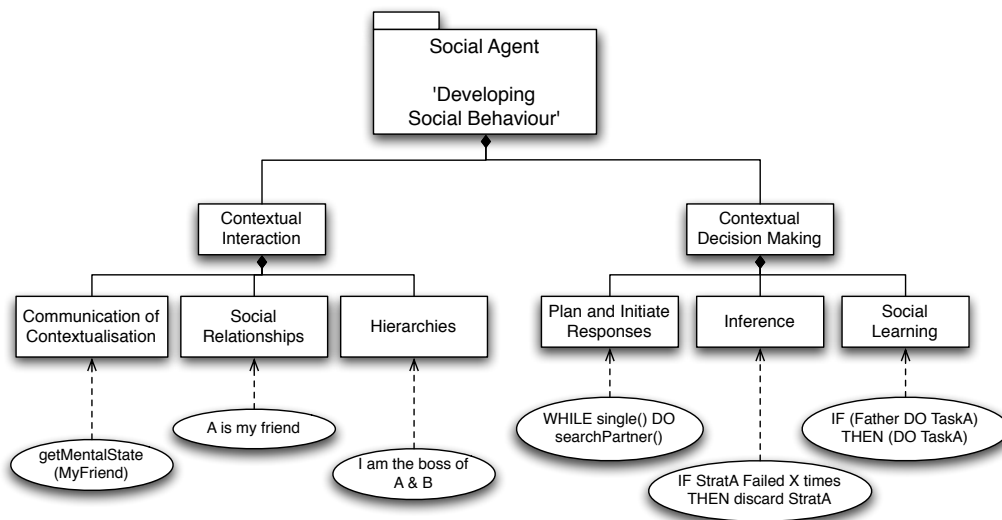 Social Agent
'Developing
Social Behaviour'
Contextual
Interaction
Contextual
Decision Making
Communication of
Contextualisation
Social
Relationships
Hierarchies
Plan and Initiate
Responses
Inference
Social
Learning
getMentalState
(MyFriend)
A is my friend
I am the boss of
A & B
WHILE single() DO
searchPartner()
IF StratA Failed X times
THEN discard StratA
IF (Father DO TaskA)
THEN (DO TaskA)